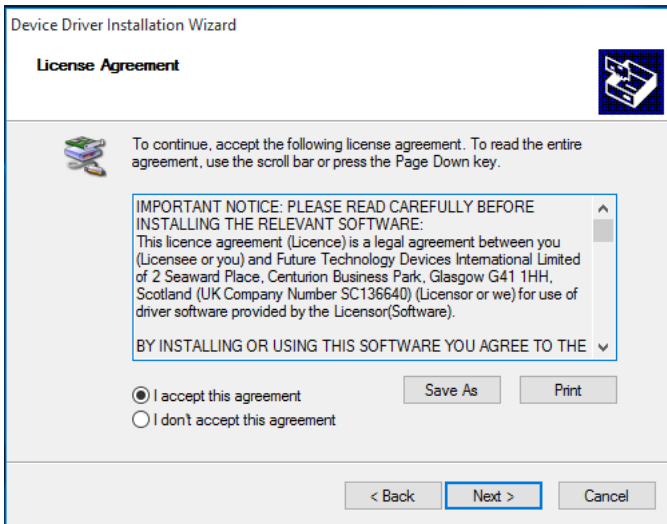 Device Driver Installation Wizard
License Agreement
To continue, accept the following license agreement. To read the entire
agreement, use the scroll bar or press the Page Down key.
IMPORTANT NOTICE: PLEASE READ CAREFULLY BEFORE
INSTALLING THE RELEVANT SOFTWARE:
This licence agreement (Licence) is a legal agreement between you
(Licensee or you) and Future Technology Devices International Limited
of 2 Seaward Place, Centurion Business Park, Glasgow G41 1HH,
Scotland (UK Company Number SC136640) (Licensor or we) for use of
driver software provided by the Licensor(Software).
BY INSTALLING OR USING THIS SOFTWARE YOU AGREE TO THE
I accept this agreement
Save As
Print
I don't accept this agreement
< Back
Next >
Cancel